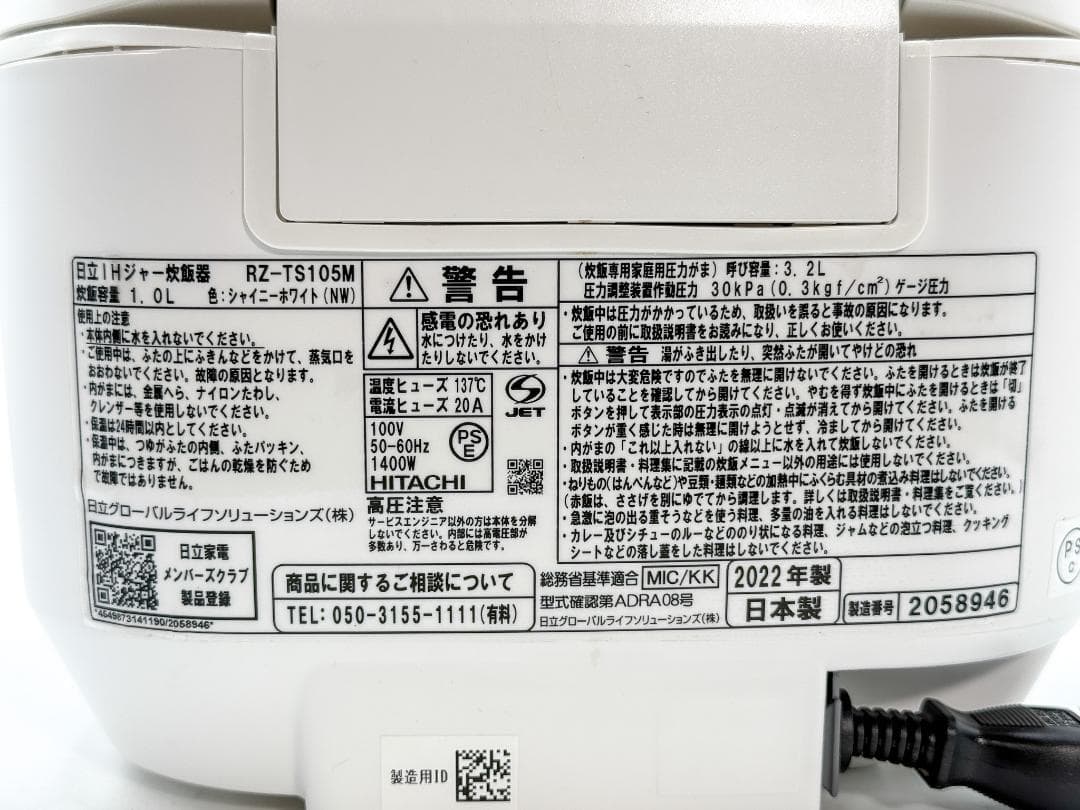 日立IHジャー炊飯器 RZ-TS105M
炊飯容量 1.0L 色:シャイニーホワイト(NW)
使用上の注意
・本体内側に水を入れないでください。
・ご使用中は、ふたの上にふきんなどをかけて、蒸気口を
おおわないでください。故障の原因となります。
・内がまには、金属へら、ナイロンたわし、
クレンザー等を使用しないでください。
・保温は24時間以内としてください。
・保温中は、つゆがふたの内側、ふたパッキン、
内がまにつきますが、ごはんの乾燥を防ぐためで
で故障ではありません。
日立グローバルライフソリューションズ(株)
日立家電
メンバーズクラブ
製品登録
*4549873141190/2058946*
警告
感電の恐れあり
水につけたり、水をかけ
たりしないでください。
温度ヒューズ 137℃
電流ヒューズ 20A
JET
100V
50-60Hz
1400W
HITACHI
PSE
高圧注意
サービスエンジニア以外の方は本体を分解
しないでください。内部には高電圧部が
多数あり、万一さわると危険です。
商品に関するご相談について
TEL: 050-3155-1111(有料)
(炊飯専用家庭用圧力がま) 呼び容量:3.2L
圧力調整装置作動圧力 30kPa(0.3kgf/cm²)ゲージ圧力
・炊飯中は圧力がかかっているため、取扱いを誤ると事故の原因になります。
ご使用の前に取扱説明書をお読みになり、正しくお使いください。
警告 湯がふき出したり、突然ふたが開いてやけどの恐れ
・炊飯中は大変危険ですのでふたを無理に開けないでください。ふたを開けるときは炊飯が終了
していることを確認してから開けてください。やむを得ず炊飯中にふたを開けるときは「切」
ボタンを押して表示部の圧力表示の点灯・点滅が消えてから開けてください。ふたを開ける
ボタンが重く感じた時は無理に開けようとせず、冷ましてから開けてください。
・内がまの「これ以上入れない」の線以上に水を入れて炊飯しないでください。
・取扱説明書・料理集に記載の炊飯メニュー以外の用途には使用しないでください。
・ねりもの(はんぺんなど)や豆類・麺類などの加熱中にふくらむ具材の煮込み料理はしないでください。
(赤飯は、ささげを別にゆでてから調理します。詳しくは取扱説明書・料理集をご覧ください。)
・急激に泡の出る重そうなどを使う料理、多量の油を入れる料理はしないでください。
・カレー及びシチューのルーなどののり状になる料理、ジャムなどの泡立つ料理、クッキング
シートなどの落し蓋をした料理はしないでください。
総務省基準適合 MIC/KK
型式確認第ADRA08号
日立グローバルライフソリューションズ(株)
2022年製
日本製
製造番号 2058946
PS
C
製造用ID